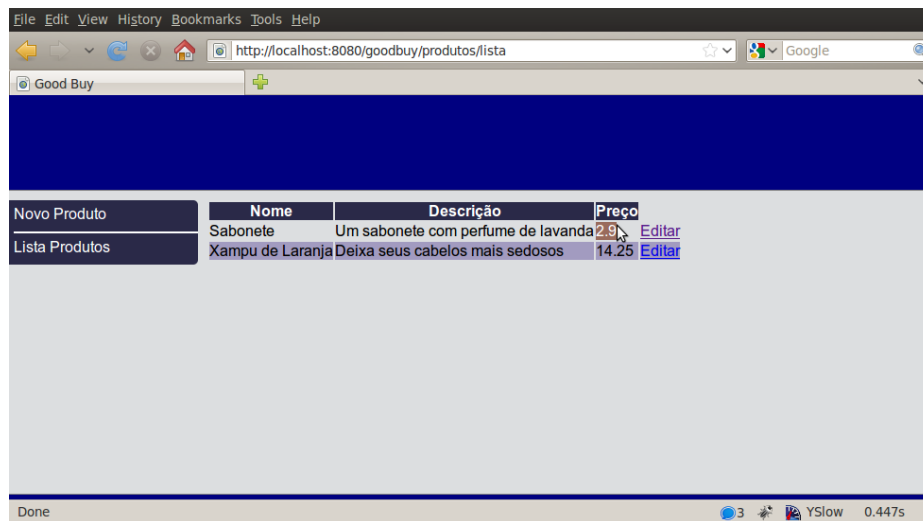 File Edit View History Bookmarks Tools Help
http://localhost:8080/goodbuy/produtos/lista Google
Good Buy
Novo Produto
Lista Produtos
Nome Descrição Preço
Sabonete Um sabonete com perfume de lavanda 2.9 Editar
Xampu de Laranja Deixa seus cabelos mais sedosos 14.25 Editar
Done 3 YSlow 0.447s